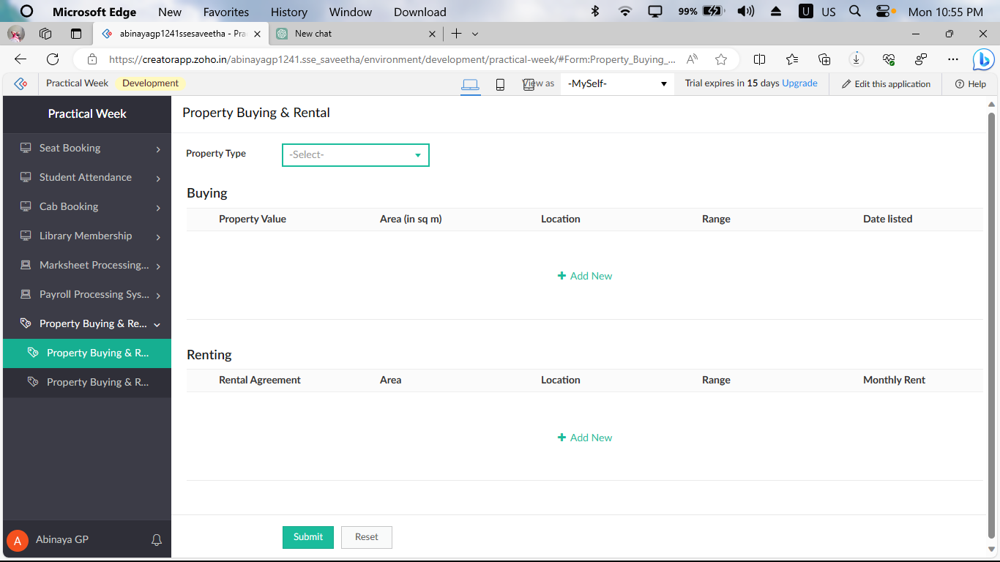 Microsoft Edge New Favorites History Window Download 99% U US Mon 10:55 PM
abinayagp1241ssesaveetha - Pra New chat
https://creatorapp.zoho.in/abinayagp1241.sse_saveetha/environment/development/practical-week/#Form:Property_Buying_...
Practical Week Development View as -MySelf- Trial expires in 15 days Upgrade Edit this application Help
Practical Week
Seat Booking
Student Attendance
Cab Booking
Library Membership
Marksheet Processing...
Payroll Processing Sys...
Property Buying & Re...
Property Buying & R...
Property Buying & R...
A Abinaya GP
Property Buying & Rental
Property Type -Select-
Buying
Property Value Area (in sq m) Location Range Date listed
+ Add New
Renting
Rental Agreement Area Location Range Monthly Rent
+ Add New
Submit Reset